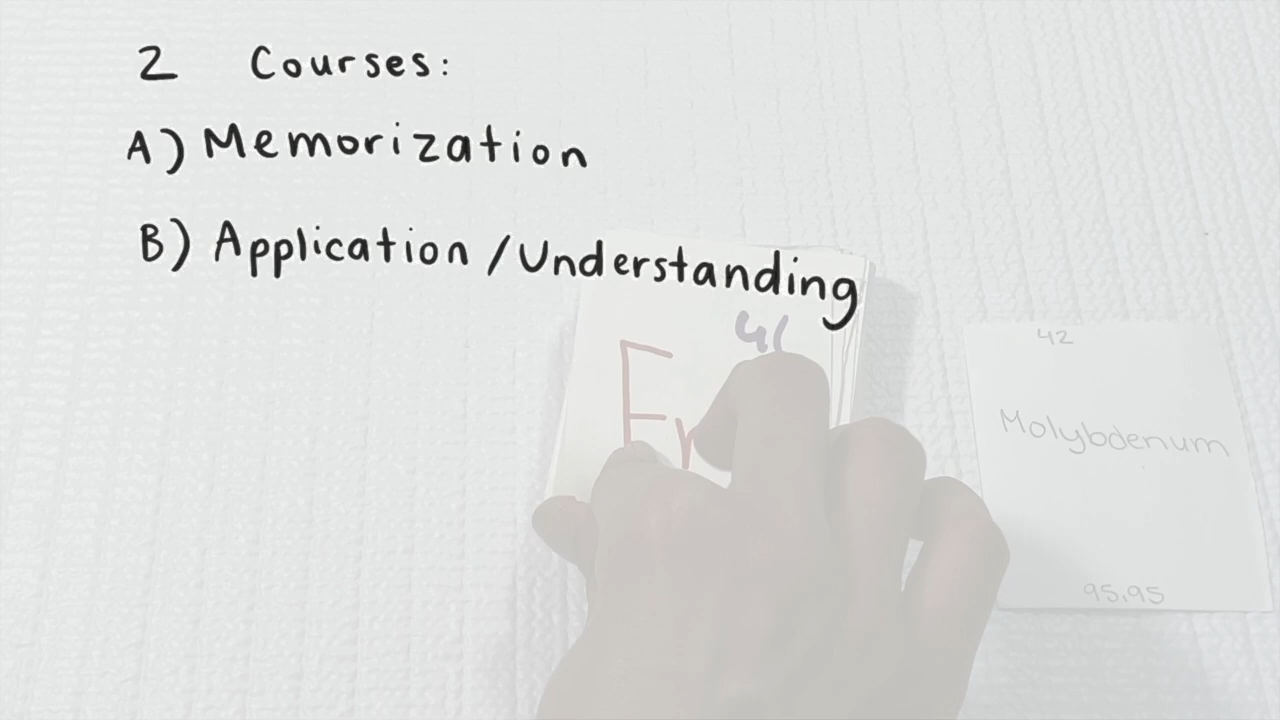 2 Courses:
A) Memorization
B) Application / Understanding
42
Molybdenum
95.95